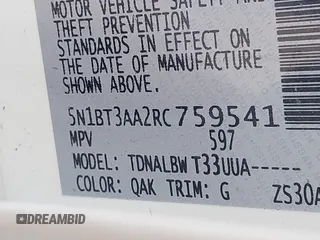 MOTOR VEHICLE SAFETY AND
THEFT PREVENTION
STANDARDS IN EFFECT ON
THE DATE OF MANUFACTURE
SHOWN ABOVE.
5N1BT3AA2RC759541
MPV 597
MODEL: TDNALBW T33UUA-----
COLOR: QAK TRIM: G ZS30A
DREAMBID